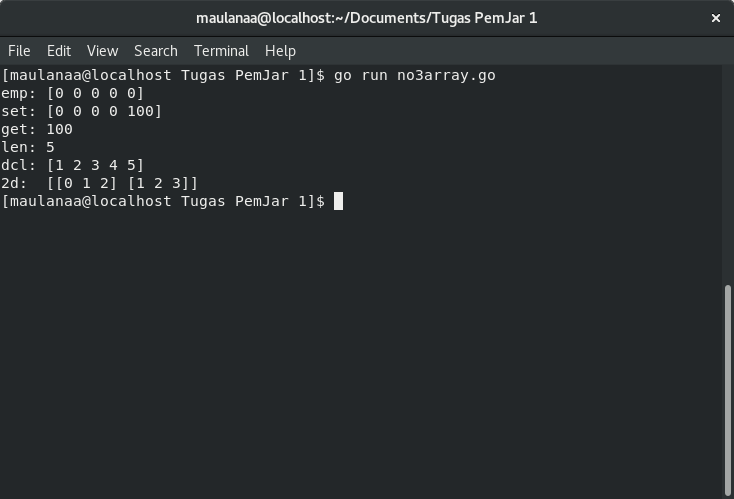 maulanaa@localhost:~/Documents/Tugas PemJar 1
File Edit View Search Terminal Help
[maulanaa@localhost Tugas PemJar 1]$ go run no3array.go
emp: [0 0 0 0 0]
set: [0 0 0 0 100]
get: 100
len: 5
dcl: [1 2 3 4 5]
2d:  [[0 1 2] [1 2 3]]
[maulanaa@localhost Tugas PemJar 1]$